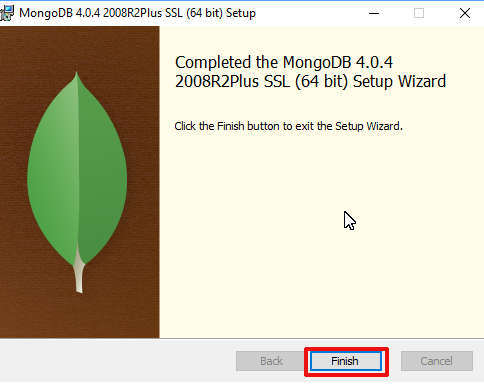 MongoDB 4.0.4 2008R2Plus SSL (64 bit) Setup
Completed the MongoDB 4.0.4
2008R2Plus SSL (64 bit) Setup Wizard
Click the Finish button to exit the Setup Wizard.
Back Finish Cancel